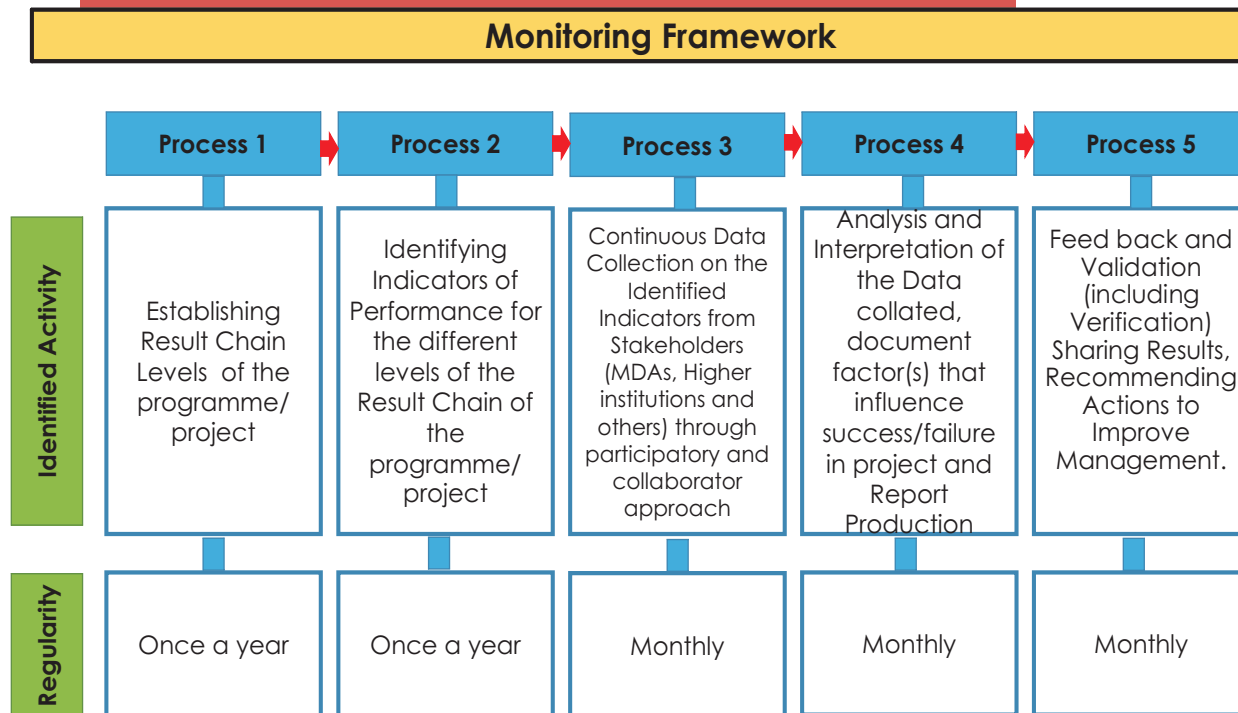 Monitoring Framework
Process 1
Process 2
Process 3
Process 4
Process 5
Identified Activity
Establishing
Result Chain
Levels of the
programme/
project
Identifying
Indicators of
Performance for
the different
levels of the
Result Chain of
the
programme/
project
Continuous Data
Collection on the
Identified
Indicators from
Stakeholders
(MDAs, Higher
institutions and
others) through
participatory and
collaborator
approach
Analysis and
Interpretation of
the Data
collated,
document
factor(s) that
influence
success/failure
in project and
Report
Production
Feed back and
Validation
(including
Verification)
Sharing Results,
Recommending
Actions to
Improve
Management.
Regularity
Once a year
Once a year
Monthly
Monthly
Monthly